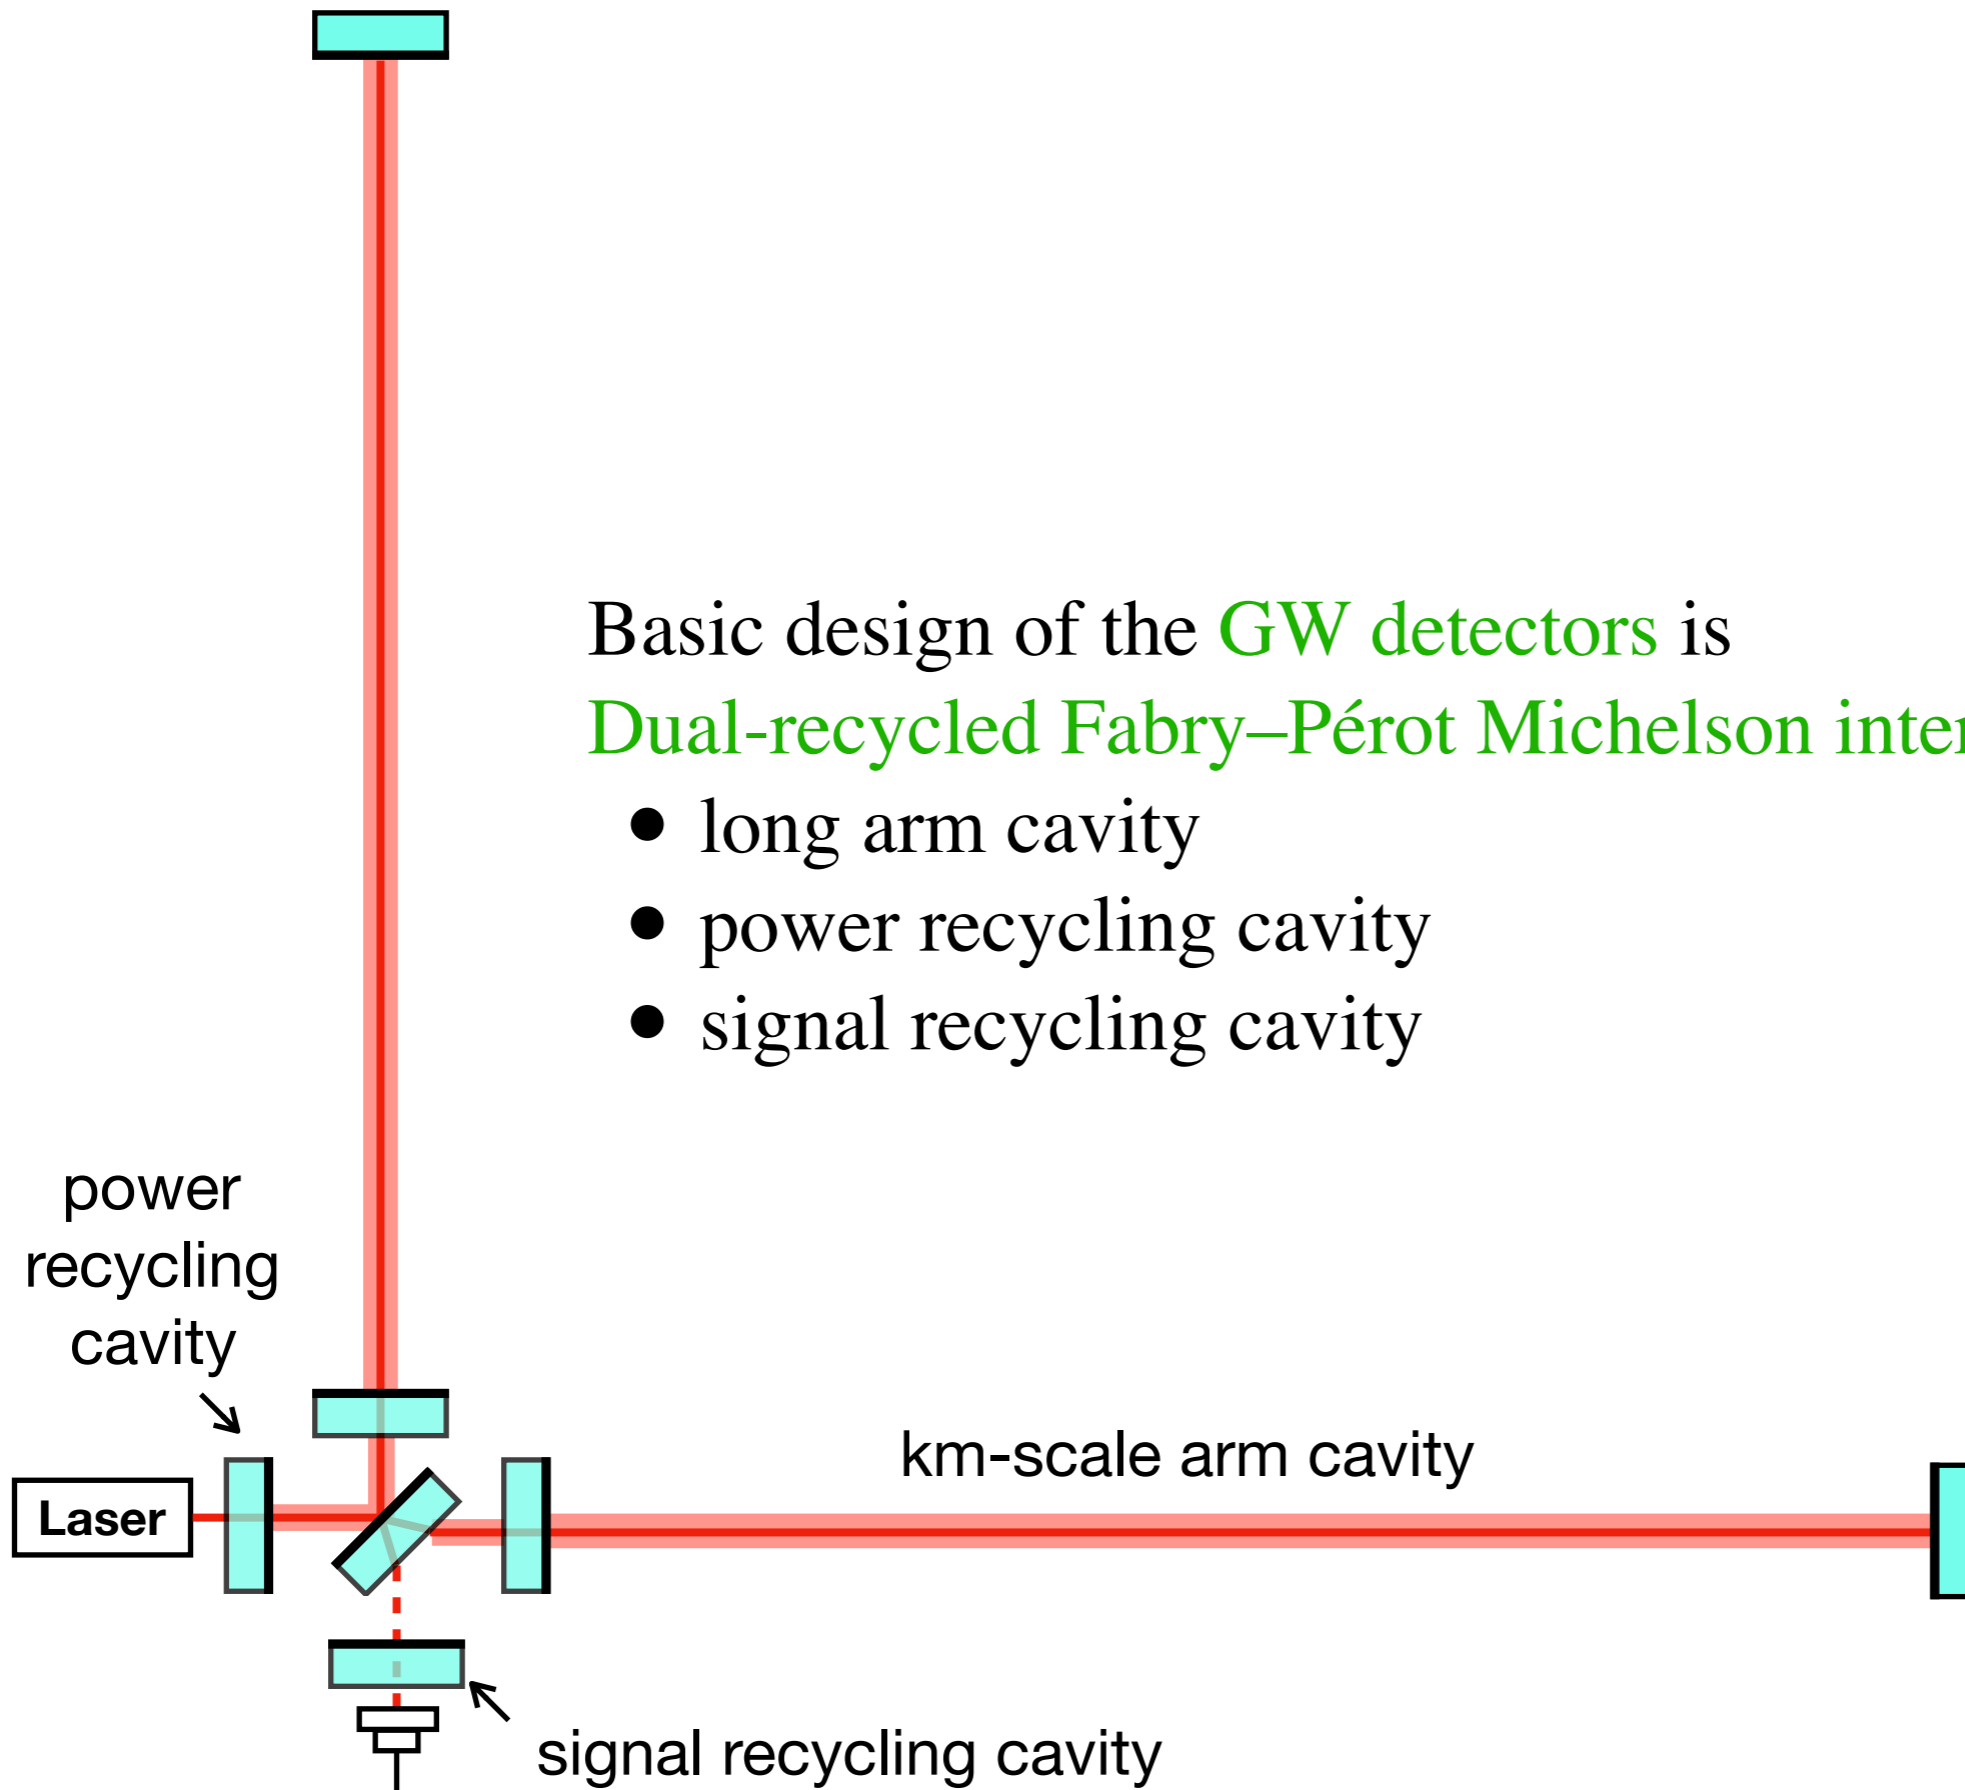 Basic design of the GW detectors is
Dual-recycled Fabry–Pérot Michelson
• long arm cavity
• power recycling cavity
• signal recycling cavity
power
recycling
cavity
km-scale arm cavity
Laser
signal recycling cavity